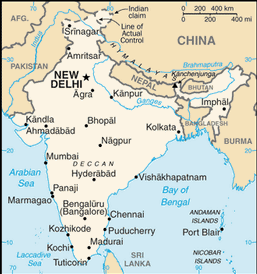 Indian
claim
0 200 400 km
0 200 400 mi
AFG.
Line of
Actual
Control
Srīnagar
Indus
CHINA
Amritsar
PAKISTAN
HIMALAYAS
Brahmaputra
NEW
DELHI
NEPAL
Kānchenjunga
BHUTAN
Āgra
Kānpur
Ganges
Imphāl
BANGLADESH
Kāndla
Ahmadābād
Bhopāl
Kolkata
BURMA
Nāgpur
Mumbai
DECCAN
Arabian
Sea
Hyderābād
Vishākhapatnam
Panaji
Marmagao
Bay of
Bengal
Bengalūru
(Bangalore)
Chennai
ANDAMAN
ISLANDS
Kozhikode
Puducherry
Port Blair
Kochi
Madurai
NICOBAR
ISLANDS
Laccadive
Sea
Tuticorin
SRI
LANKA